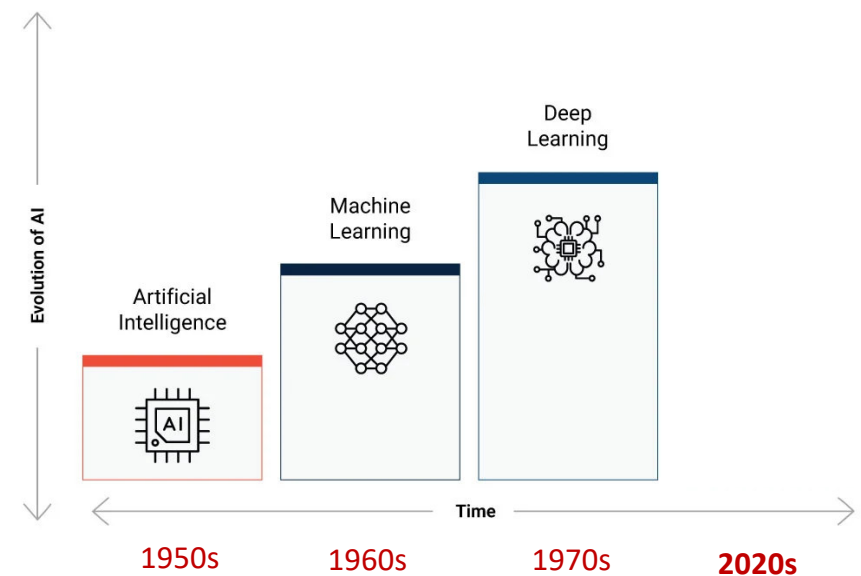 Deep
Learning
Machine
Learning
Artificial
Intelligence
AI
Evolution of AI
Time
1950s
1960s
1970s
2020s